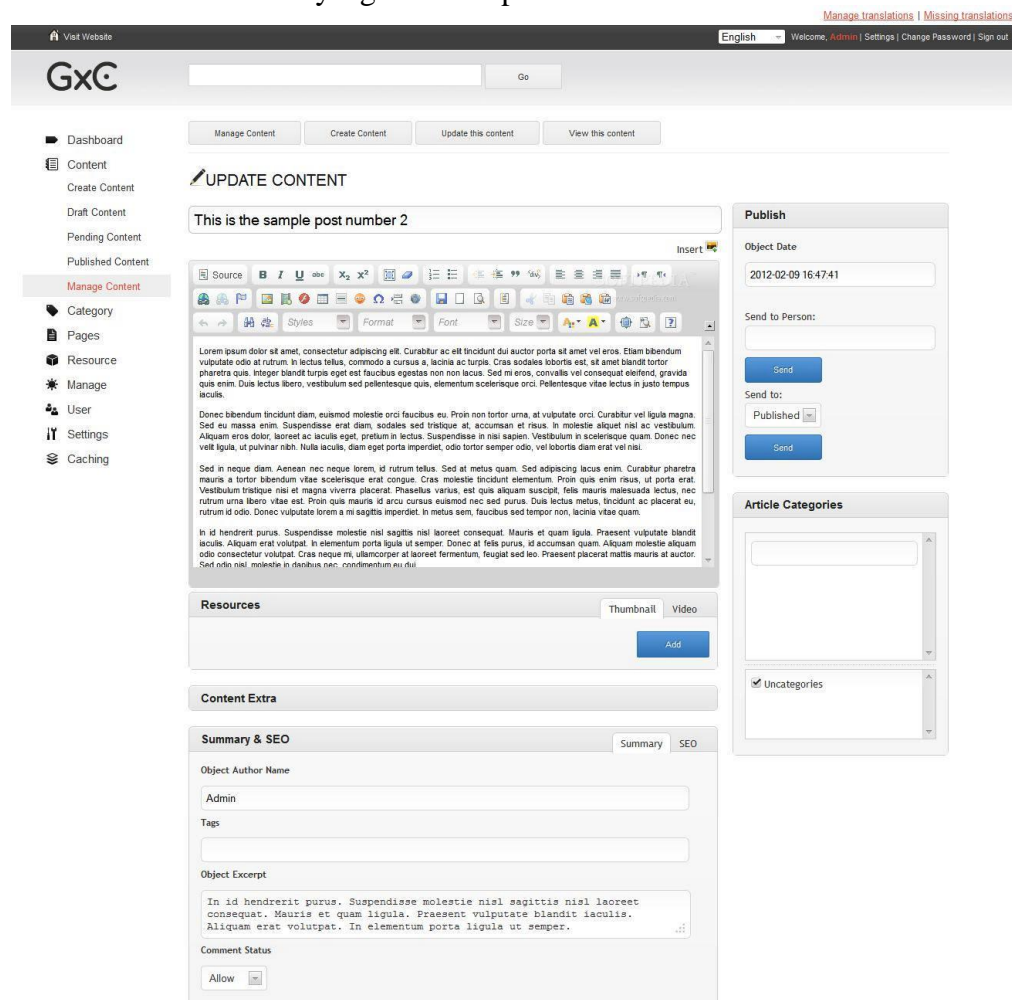 Manage translations | Missing translations
Visit Website
English
Welcome, Admin | Settings | Change Password | Sign out
GxC
Go
Dashboard
Content
Create Content
Draft Content
Pending Content
Published Content
Manage Content
Category
Pages
Resource
Manage
User
Settings
Caching
Manage Content
Create Content
Update this content
View this content
UPDATE CONTENT
This is the sample post number 2
Insert
Source
Styles
Format
Font
Size
Lorem ipsum dolor sit amet, consectetur adipiscing elit. Curabitur ac elit tincidunt dui auctor porta sit amet vel eros. Etiam bibendum
vulputate odio at rutrum. In lectus tellus, commodo a cursus a, lacinia ac turpis. Cras sodales lobortis est, sit amet blandit tortor
pharetra quis. Integer blandit turpis eget est faucibus egestas non non lacus. Sed mi eros, convallis vel consequat eleifend, gravida
quis enim. Duis lectus libero, vestibulum sed pellentesque quis, elementum scelerisque orci. Pellentesque vitae lectus in justo tempus
iaculis.
Donec bibendum tincidunt diam, euismod molestie orci faucibus eu. Proin non tortor urna, at vulputate orci. Curabitur vel ligula magna.
Sed eu massa enim. Suspendisse erat diam, sodales sed tristique at, accumsan et risus. In molestie aliquet nisl ac vestibulum.
Aliquam eros dolor, laoreet ac iaculis eget, pretium in lectus. Suspendisse in nisi sapien. Vestibulum in scelerisque quam. Donec nec
velit ligula, ut pulvinar nibh. Nulla iaculis, diam eget porta imperdiet, odio tortor semper odio, vel lobortis diam erat vel nisi.
Sed in neque diam. Aenean nec neque lorem, id rutrum tellus. Sed at metus quam. Sed adipiscing lacus enim. Curabitur pharetra
mauris a tortor bibendum vitae scelerisque erat congue. Cras molestie tincidunt elementum. Proin quis enim risus, ut porta erat.
Vestibulum tristique nisi et magna viverra placerat. Phasellus varius, est quis aliquam suscipit, felis mauris malesuada lectus, nec
rutrum urna libero vitae est. Proin quis mauris id arcu cursus euismod nec sed purus. Duis lectus metus, tincidunt ac placerat eu,
rutrum id odio. Donec vulputate lorem a mi sagittis imperdiet. In metus sem, faucibus sed tempor non, lacinia vitae quam.
In id hendrerit purus. Suspendisse molestie nisl sagittis nisl laoreet consequat. Mauris et quam ligula. Praesent vulputate blandit
iaculis. Aliquam erat volutpat. In elementum porta ligula ut semper. Donec at felis purus, id accumsan quam. Aliquam molestie aliquam
odio consectetur volutpat. Cras neque mi, ullamcorper at laoreet fermentum, feugiat sed leo. Praesent placerat mattis mauris at auctor.
Sed odio nisl, molestie in dapibus nec, condimentum eu dui.
Resources
Thumbnail
Video
Add
Content Extra
Summary & SEO
Summary
SEO
Object Author Name
Admin
Tags
Object Excerpt
In id hendrerit purus. Suspendisse molestie nisl sagittis nisl laoreet
consequat. Mauris et quam ligula. Praesent vulputate blandit iaculis.
Aliquam erat volutpat. In elementum porta ligula ut semper.
Comment Status
Allow
Publish
Object Date
2012-02-09 16:47:41
Send to Person:
Send
Send to:
Published
Send
Article Categories
Uncategories